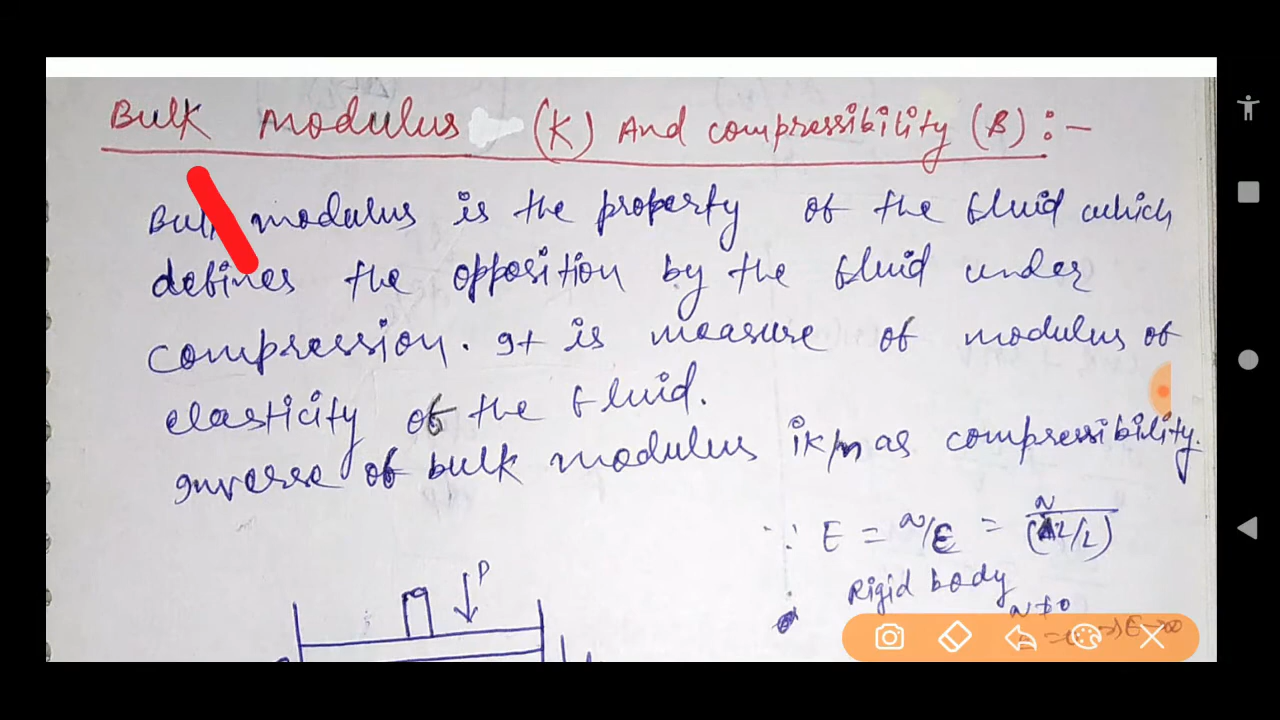 Bulk modulus (K) And compressibility (β) :-
Bulk modulus is the property of the fluid which
defines the opposition by the fluid under
compression. It is measure of modulus of
elasticity of the fluid.
Inverse of bulk modulus is k/n as compressibility.
∵ E = σ/ε = σ/(ΔL/L)
P
Rigid body